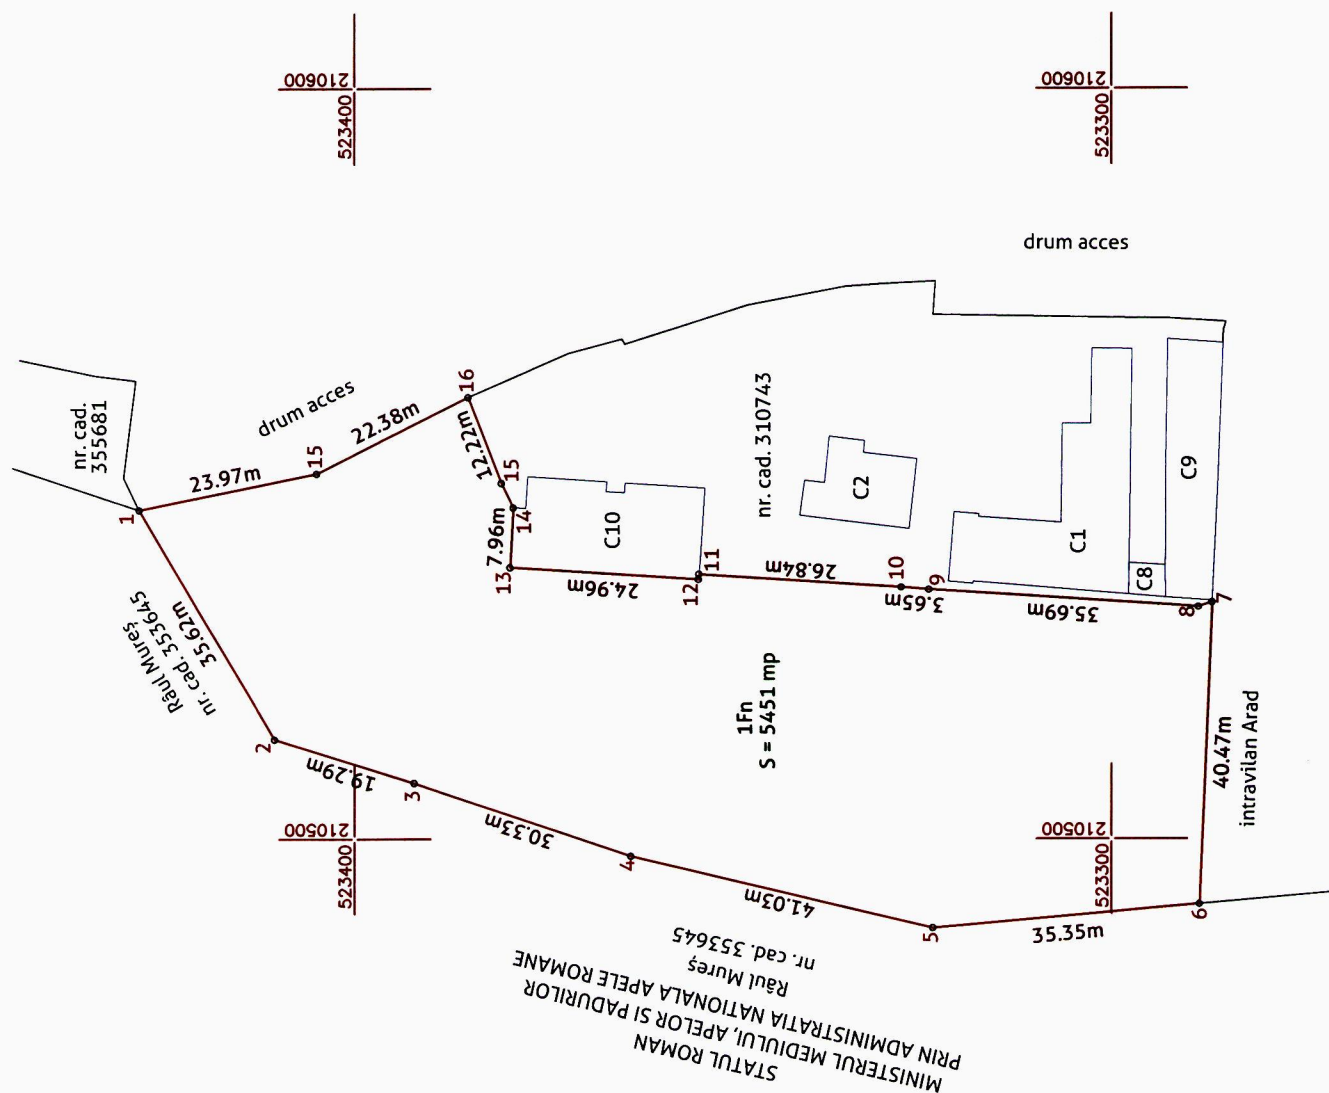 210600
523400
210600
523300
drum acces
nr. cad.
355681
drum acces
1
23.97m
15
22.38m
16
12.22m
15
14
7.96m
13
C10
24.96m
12
11
nr. cad. 310743
C2
26.84m
10
9
3.65m
C1
C8
C9
35.69m
8
7
Râul Mureş
nr. cad. 353645
35.62m
2
19.29m
3
210500
523400
30.33m
4
1Fn
S = 5451 mp
41.03m
5
35.35m
6
210500
523300
40.47m
intravilan Arad
STATUL ROMAN
MINISTERUL MEDIULUI, APELOR SI PADURILOR
PRIN ADMINISTRATIA NATIONALA APELE ROMANE
Râul Mureş
nr. cad. 353645